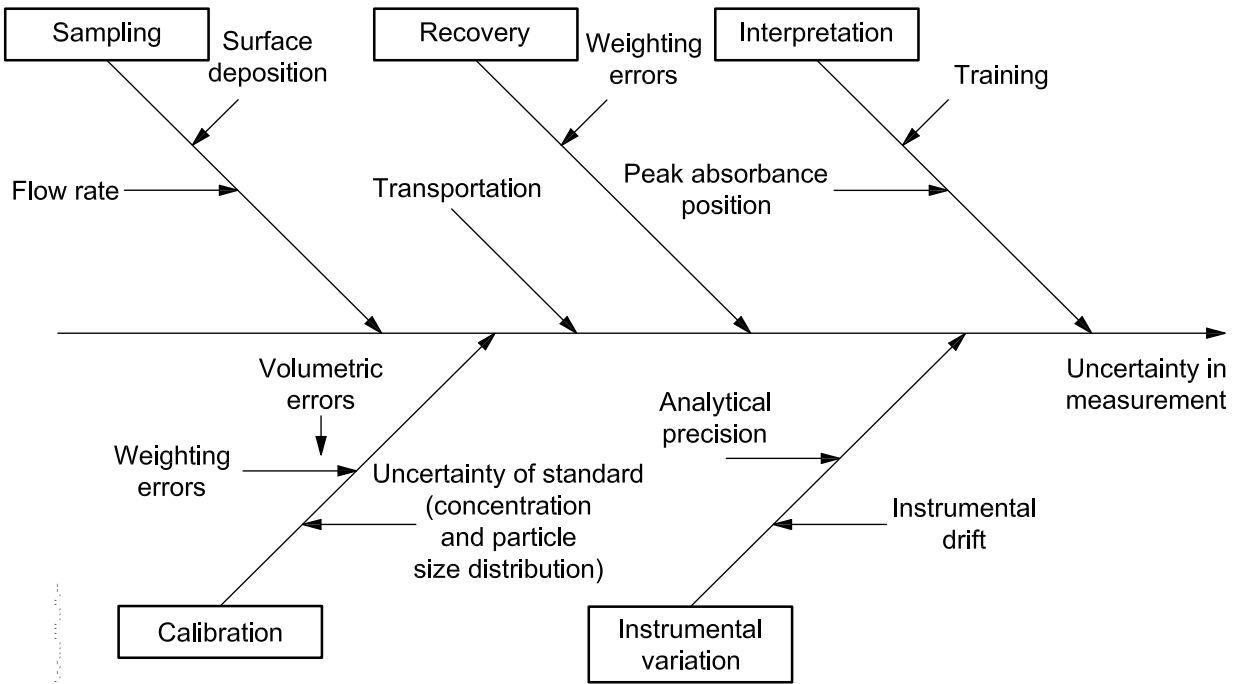 Sampling
Surface
deposition
Flow rate
Recovery
Weighting
errors
Transportation
Interpretation
Training
Peak absorbance
position
Volumetric
errors
Weighting
errors
Uncertainty of standard
(concentration
and particle
size distribution)
Calibration
Analytical
precision
Instrumental
drift
Instrumental
variation
Uncertainty in
measurement